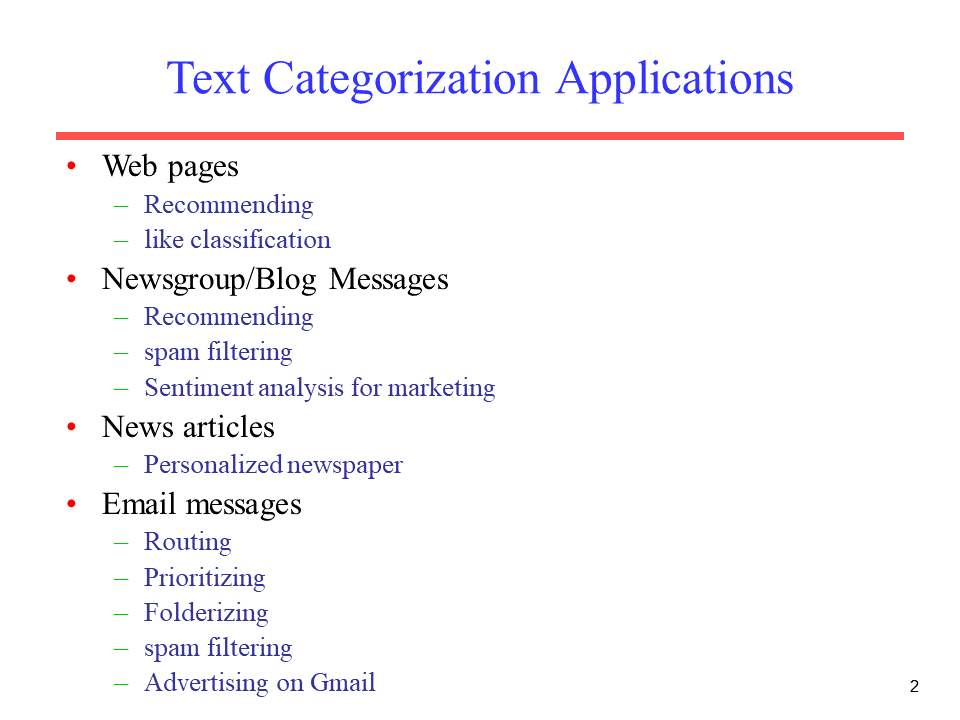 Text Categorization Applications
• Web pages
– Recommending
– like classification
• Newsgroup/Blog Messages
– Recommending
– spam filtering
– Sentiment analysis for marketing
• News articles
– Personalized newspaper
• Email messages
– Routing
– Prioritizing
– Folderizing
– spam filtering
– Advertising on Gmail
2